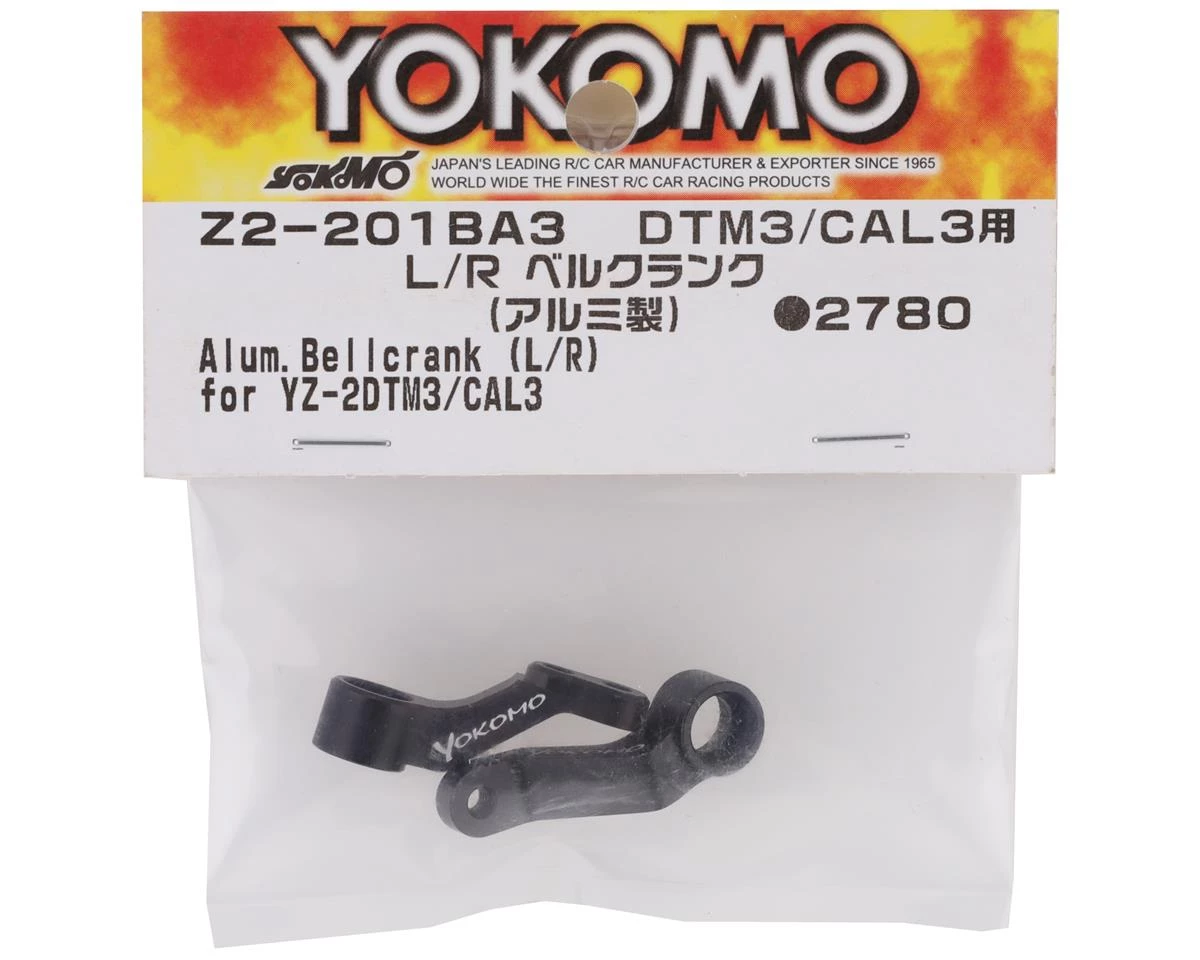 YOKOMO
YOKOMO JAPAN'S LEADING R/C CAR MANUFACTURER & EXPORTER SINCE 1965
WORLD WIDE THE FINEST R/C CAR RACING PRODUCTS
Z2-201BA3 DTM3/CAL3用
L/R ベルクランク
(アルミ製) ●2780
Alum.Bellcrank (L/R)
for YZ-2DTM3/CAL3
YOKOMO
YOKOMO